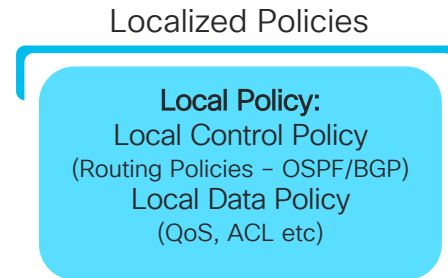 Localized Policies
Local Policy:
Local Control Policy
(Routing Policies – OSPF/BGP)
Local Data Policy
(QoS, ACL etc)